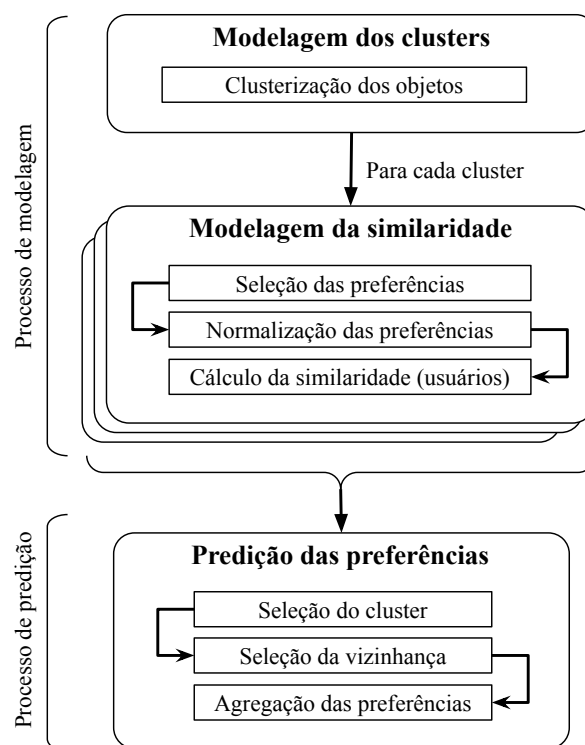 Processo de modelagem
Modelagem dos clusters
Clusterização dos objetos
Para cada cluster
Modelagem da similaridade
Seleção das preferências
Normalização das preferências
Cálculo da similaridade (usuários)
Processo de predição
Predição das preferências
Seleção do cluster
Seleção da vizinhança
Agregação das preferências